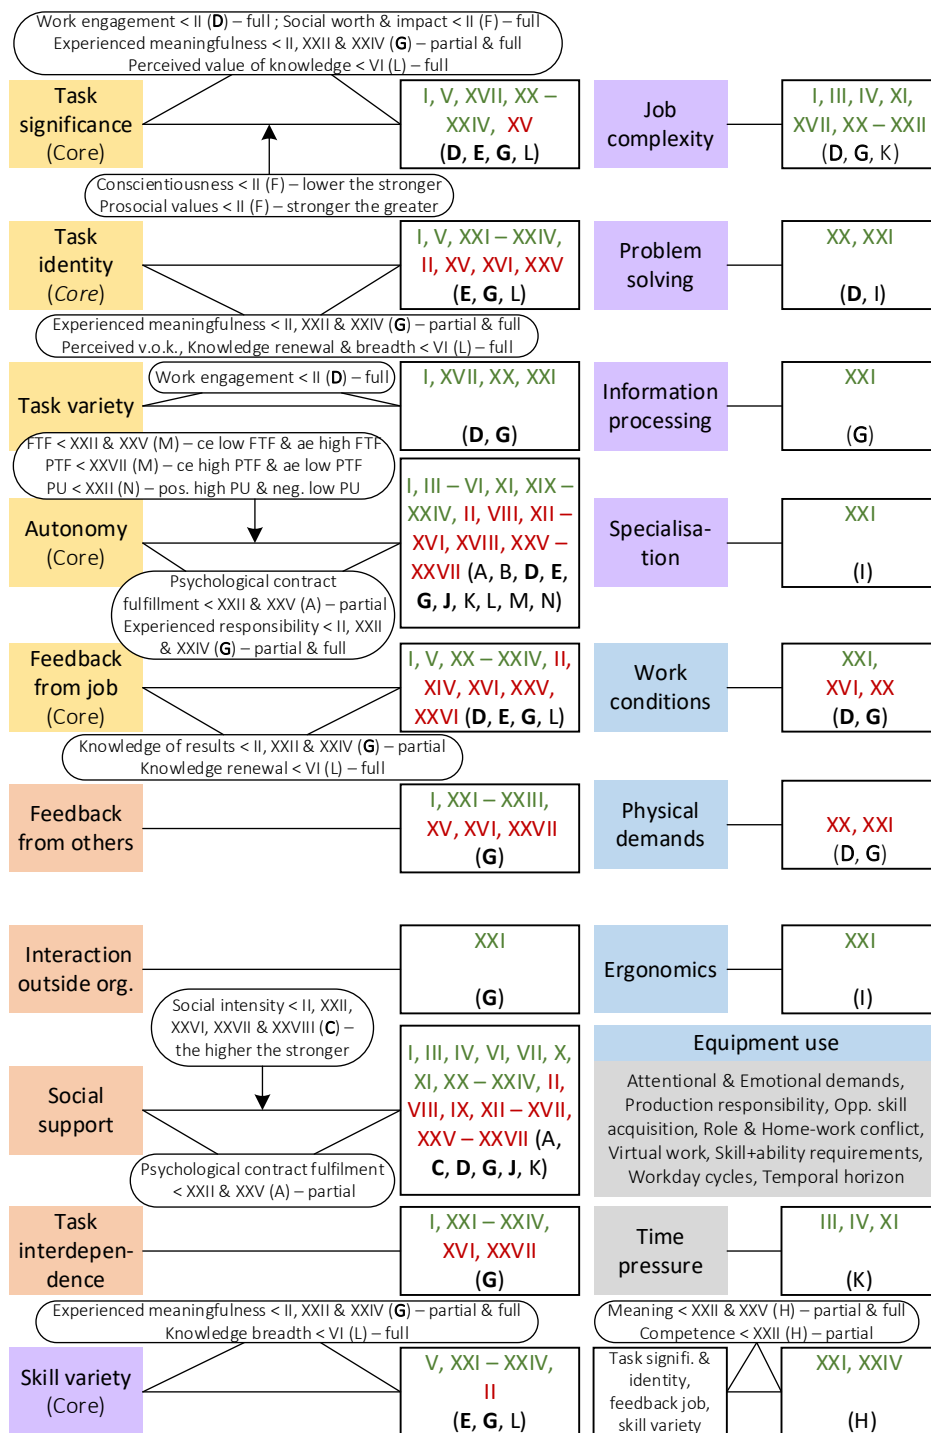 Work engagement < II (D) – full ; Social worth & impact < II (F) – full
Experienced meaningfulness < II, XXII & XXIV (G) – partial & full
Perceived value of knowledge < VI (L) – full
Task
significance
(Core)
I, V, XVII, XX –
XXIV, XV
(D, E, G, L)
Conscientiousness < II (F) – lower the stronger
Prosocial values < II (F) – stronger the greater
Task
identity
(Core)
I, V, XXI – XXIV,
II, XV, XVI, XXV
(E, G, L)
Experienced meaningfulness < II, XXII & XXIV (G) – partial & full
Perceived v.o.k., Knowledge renewal & breadth < VI (L) – full
Work engagement < II (D) – full
Task variety
I, XVII, XX, XXI
(D, G)
FTF < XXII & XXV (M) – ce low FTF & ae high FTF
PTF < XXVII (M) – ce high PTF & ae low PTF
PU < XXII (N) – pos. high PU & neg. low PU
Autonomy
(Core)
I, III – VI, XI, XIX –
XXIV, II, VIII, XII –
XVI, XVIII, XXV –
XXVII (A, B, D, E,
G, J, K, L, M, N)
Psychological contract
fulfillment < XXII & XXV (A) – partial
Experienced responsibility < II, XXII
& XXIV (G) – partial & full
Feedback
from job
(Core)
I, V, XX – XXIV, II,
XIV, XVI, XXV,
XXVI (D, E, G, L)
Knowledge of results < II, XXII & XXIV (G) – partial
Knowledge renewal < VI (L) – full
Feedback
from others
I, XXI – XXIII,
XV, XVI, XXVII
(G)
Interaction
outside org.
XXI
(G)
Social intensity < II, XXII,
XXVI, XXVII & XXVIII (C) –
the higher the stronger
Social
support
I, III, IV, VI, VII, X,
XI, XX – XXIV, II,
VIII, IX, XII – XVII,
XXV – XXVII (A,
C, D, G, J, K)
Psychological contract fulfilment
< XXII & XXV (A) – partial
Task
interdepen-
dence
I, XXI – XXIV,
XVI, XXVII
(G)
Experienced meaningfulness < II, XXII & XXIV (G) – partial & full
Knowledge breadth < VI (L) – full
Skill variety
(Core)
V, XXI – XXIV,
II
(E, G, L)
Job
complexity
I, III, IV, XI,
XVII, XX – XXII
(D, G, K)
Problem
solving
XX, XXI
(D, I)
Information
processing
XXI
(G)
Specialisa-
tion
XXI
(I)
Work
conditions
XXI,
XVI, XX
(D, G)
Physical
demands
XX, XXI
(D, G)
Ergonomics
XXI
(I)
Equipment use
Attentional & Emotional demands,
Production responsibility, Opp. skill
acquisition, Role & Home-work conflict,
Virtual work, Skill+ability requirements,
Workday cycles, Temporal horizon
Time
pressure
III, IV, XI
(K)
Meaning < XXII & XXV (H) – partial & full
Competence < XXII (H) – partial
Task signifi. &
identity,
feedback job,
skill variety
XXI, XXIV
(H)